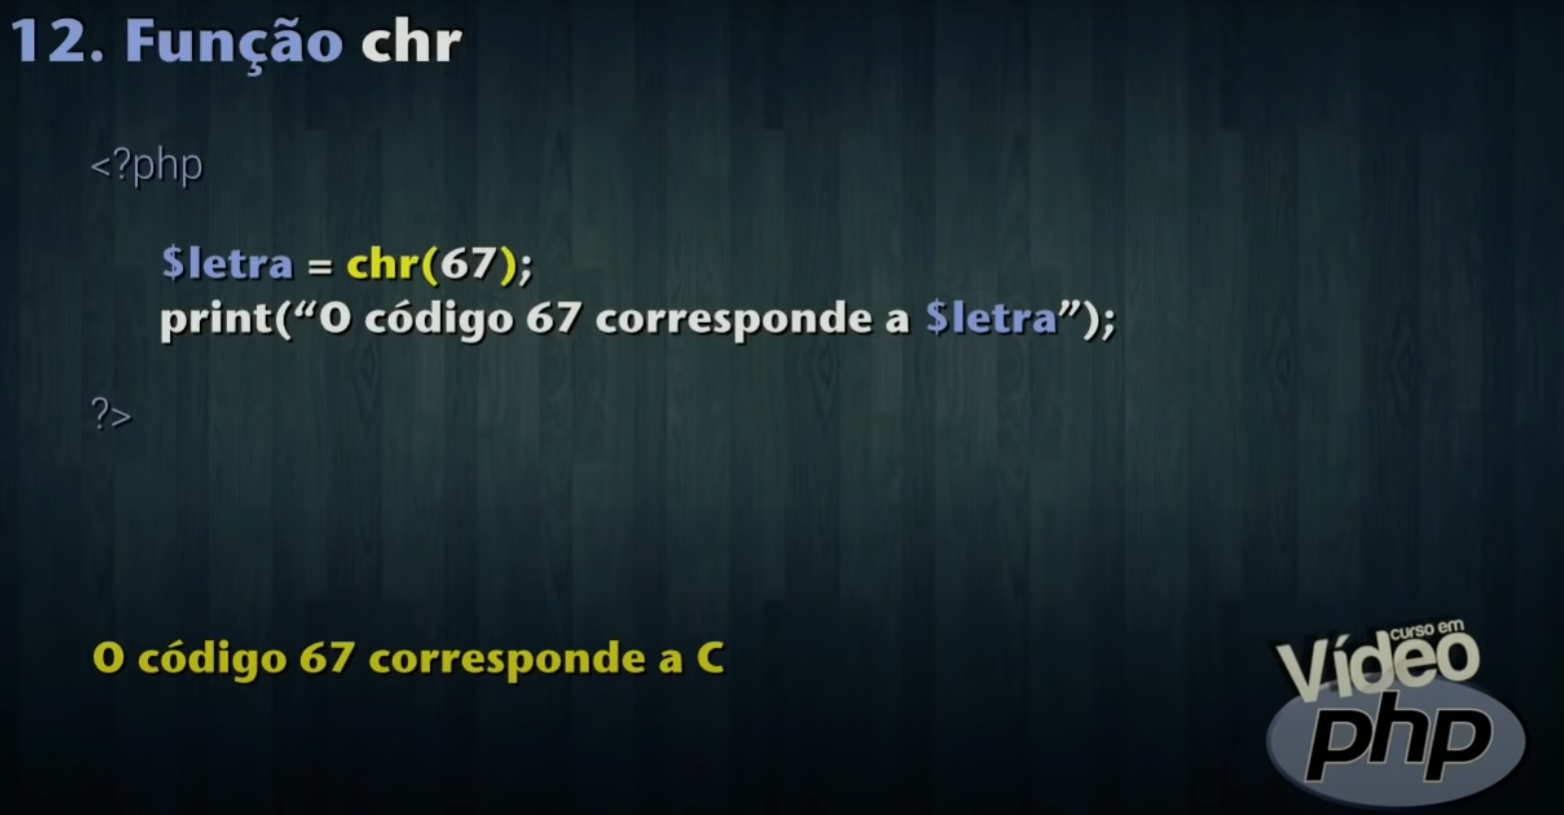 12. Função chr
<?php
$letra = chr(67);
print(“O código 67 corresponde a $letra”);
?>
O código 67 corresponde a C
curso em
Vídeo
php